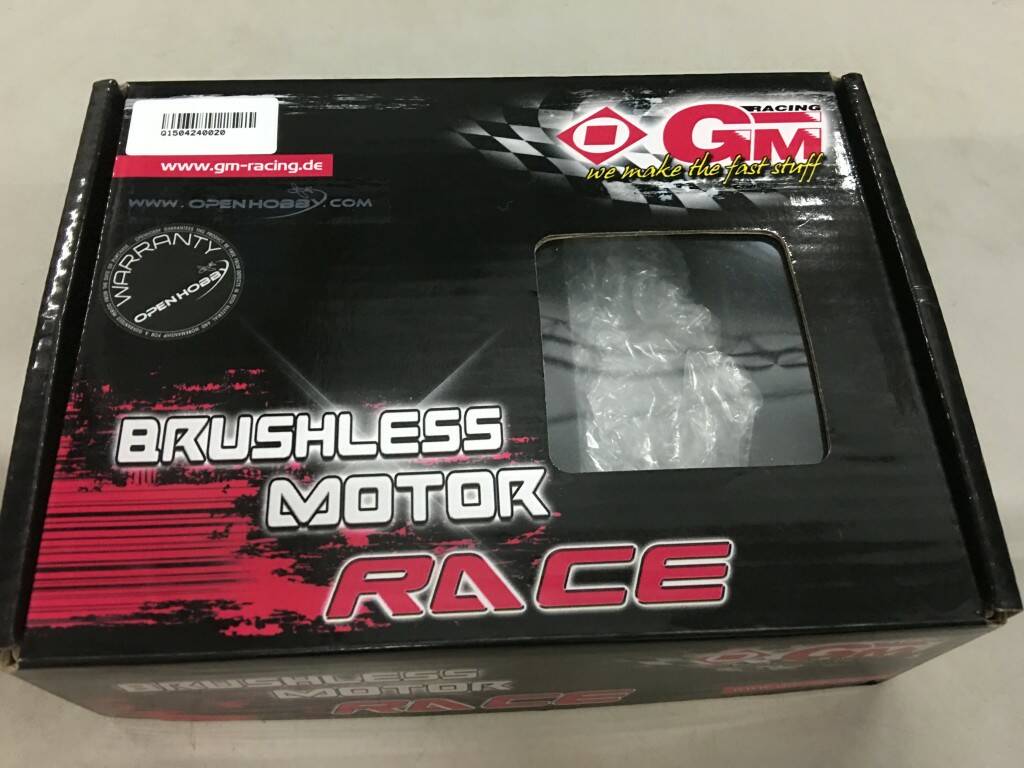 Q1504240020
www.gm-racing.de
WWW.OPENHOBBY.COM
WARRANTY
OPENHOBBY
RACING
GM
we make the fast stuff
BRUSHLESS
MOTOR
RACE
BRUSHLESS
MOTOR
RACE
GM